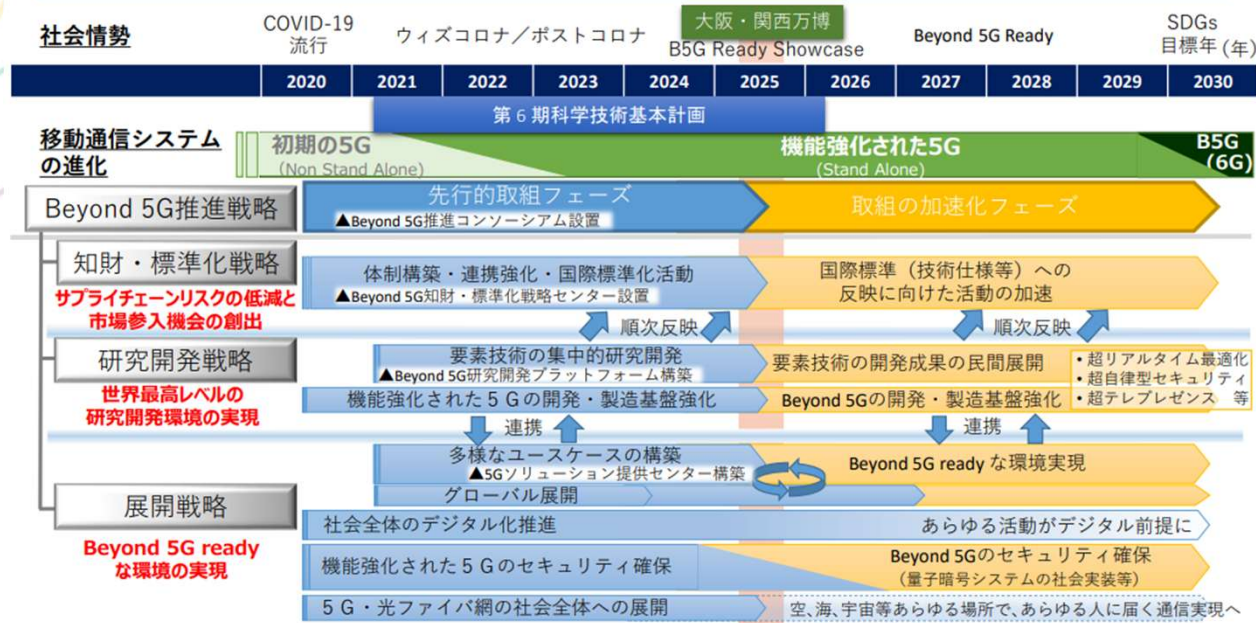 社会情勢
COVID-19
流行
ウィズコロナ／ポストコロナ
大阪・関西万博
B5G Ready Showcase
Beyond 5G Ready
SDGs
目標年(年)
2020 2021 2022 2023 2024 2025 2026 2027 2028 2029 2030
第６期科学技術基本計画
移動通信システム
の進化
初期の5G
(Non Stand Alone)
機能強化された5G
(Stand Alone)
B5G
(6G)
Beyond 5G推進戦略
先行的取組フェーズ
▲Beyond 5G推進コンソーシアム設置
取組の加速化フェーズ
知財・標準化戦略
サプライチェーンリスクの低減と
市場参入機会の創出
体制構築・連携強化・国際標準化活動
▲Beyond 5G知財・標準化戦略センター設置
国際標準（技術仕様等）への
反映に向けた活動の加速
順次反映
順次反映
研究開発戦略
世界最高レベルの
研究開発環境の実現
要素技術の集中的研究開発
▲Beyond 5G研究開発プラットフォーム構築
要素技術の開発成果の民間展開
・超リアルタイム最適化
・超自律型セキュリティ
・超テレプレゼンス 等
機能強化された５Ｇの開発・製造基盤強化
Beyond 5Gの開発・製造基盤強化
連携
連携
展開戦略
Beyond 5G ready
な環境の実現
多様なユースケースの構築
▲5Gソリューション提供センター構築
Beyond 5G ready な環境実現
グローバル展開
社会全体のデジタル化推進
あらゆる活動がデジタル前提に
機能強化された５Ｇのセキュリティ確保
Beyond 5Gのセキュリティ確保
(量子暗号システムの社会実装等)
５Ｇ・光ファイバ網の社会全体への展開
空、海、宇宙等あらゆる場所で、あらゆる人に届く通信実現へ